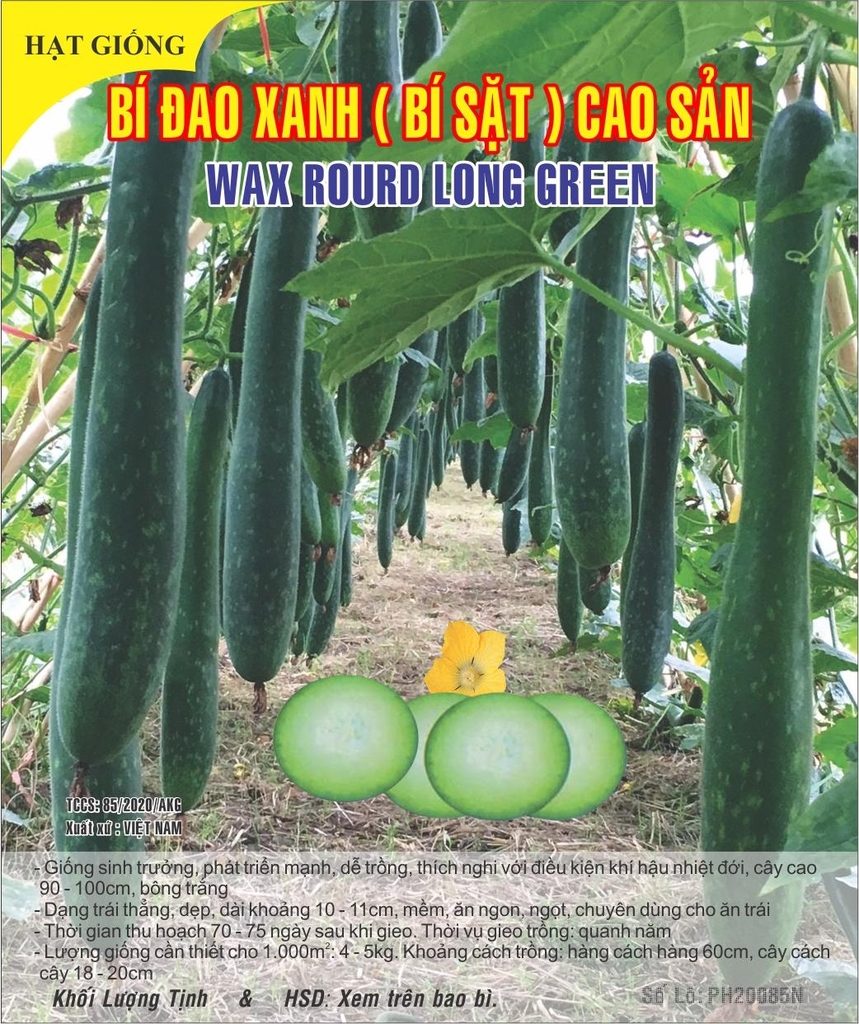 HẠT GIỐNG
BÍ ĐAO XANH ( BÍ SẶT ) CAO SẢN
WAX ROURD LONG GREEN
TCCS: 85/2020/AKG
Xuất xứ : VIỆT NAM
- Giống sinh trưởng, phát triển mạnh, dễ trồng, thích nghi với điều kiện khí hậu nhiệt đới, cây cao
90 - 100cm, bông trắng
- Dạng trái thẳng, dẹp, dài khoảng 10 - 11cm, mềm, ăn ngon, ngọt, chuyên dùng cho ăn trái
- Thời gian thu hoạch 70 - 75 ngày sau khi gieo. Thời vụ gieo trồng: quanh năm
- Lượng giống cần thiết cho 1.000m²: 4 - 5kg. Khoảng cách trồng: hàng cách hàng 60cm, cây cách
cây 18 - 20cm
Khối Lượng Tịnh & HSD: Xem trên bao bì.
Số Lô: PH20085N